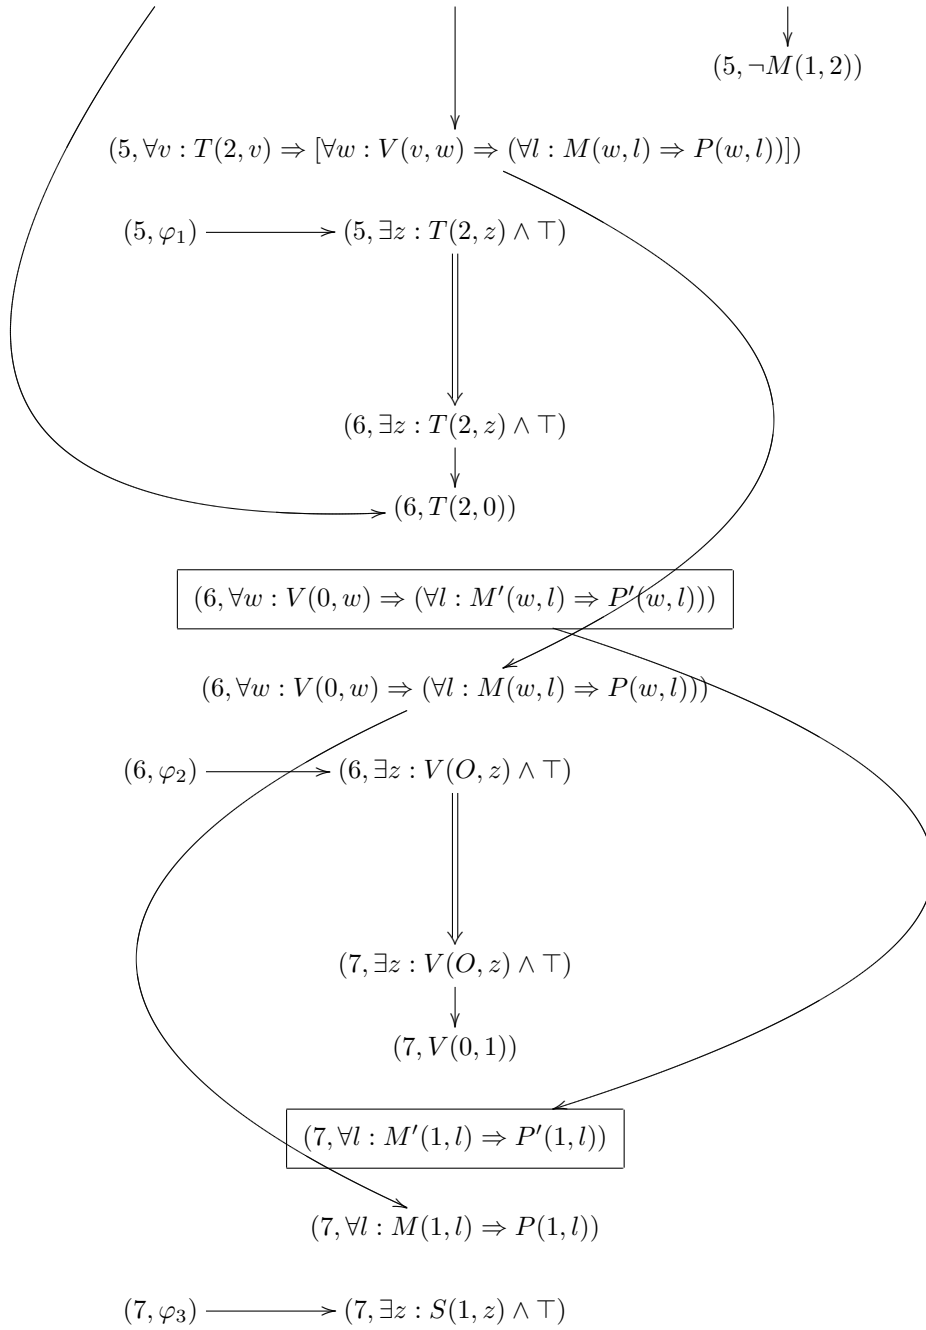 (5, ¬M(1, 2))
(5, ∀v : T(2, v) ⇒ [∀w : V(v, w) ⇒ (∀l : M(w, l) ⇒ P(w, l))])
(5, φ₁) (5, ∃z : T(2, z) ∧ ⊤)
(6, ∃z : T(2, z) ∧ ⊤)
(6, T(2, 0))
(6, ∀w : V(0, w) ⇒ (∀l : M′(w, l) ⇒ P′(w, l)))
(6, ∀w : V(0, w) ⇒ (∀l : M(w, l) ⇒ P(w, l)))
(6, φ₂) (6, ∃z : V(O, z) ∧ ⊤)
(7, ∃z : V(O, z) ∧ ⊤)
(7, V(0, 1))
(7, ∀l : M′(1, l) ⇒ P′(1, l))
(7, ∀l : M(1, l) ⇒ P(1, l))
(7, φ₃) (7, ∃z : S(1, z) ∧ ⊤)